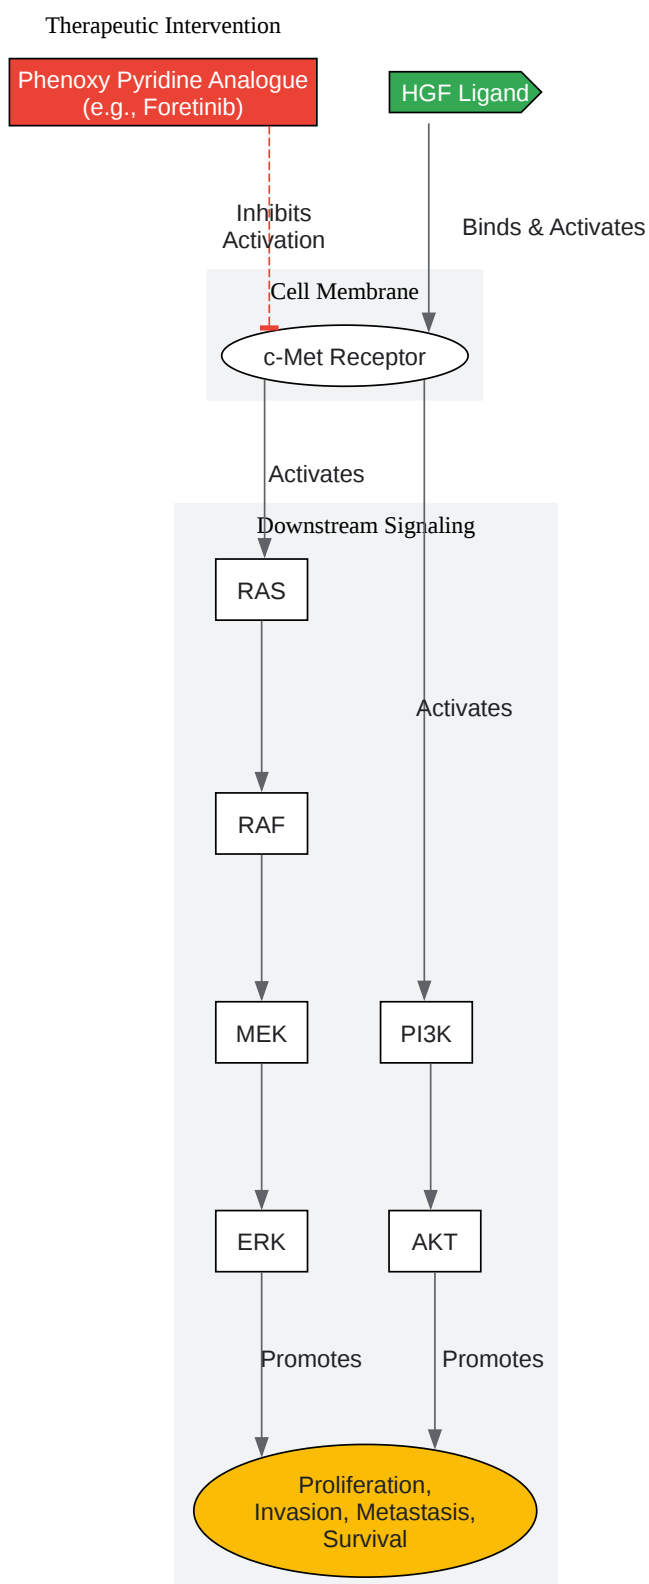 Therapeutic Intervention
Phenoxy Pyridine Analogue
(e.g., Foretinib)
HGF Ligand
Inhibits
Activation
Binds & Activates
Cell Membrane
c-Met Receptor
Activates
Downstream Signaling
RAS
Activates
RAF
MEK
PI3K
ERK
AKT
Promotes
Promotes
Proliferation,
Invasion, Metastasis,
Survival